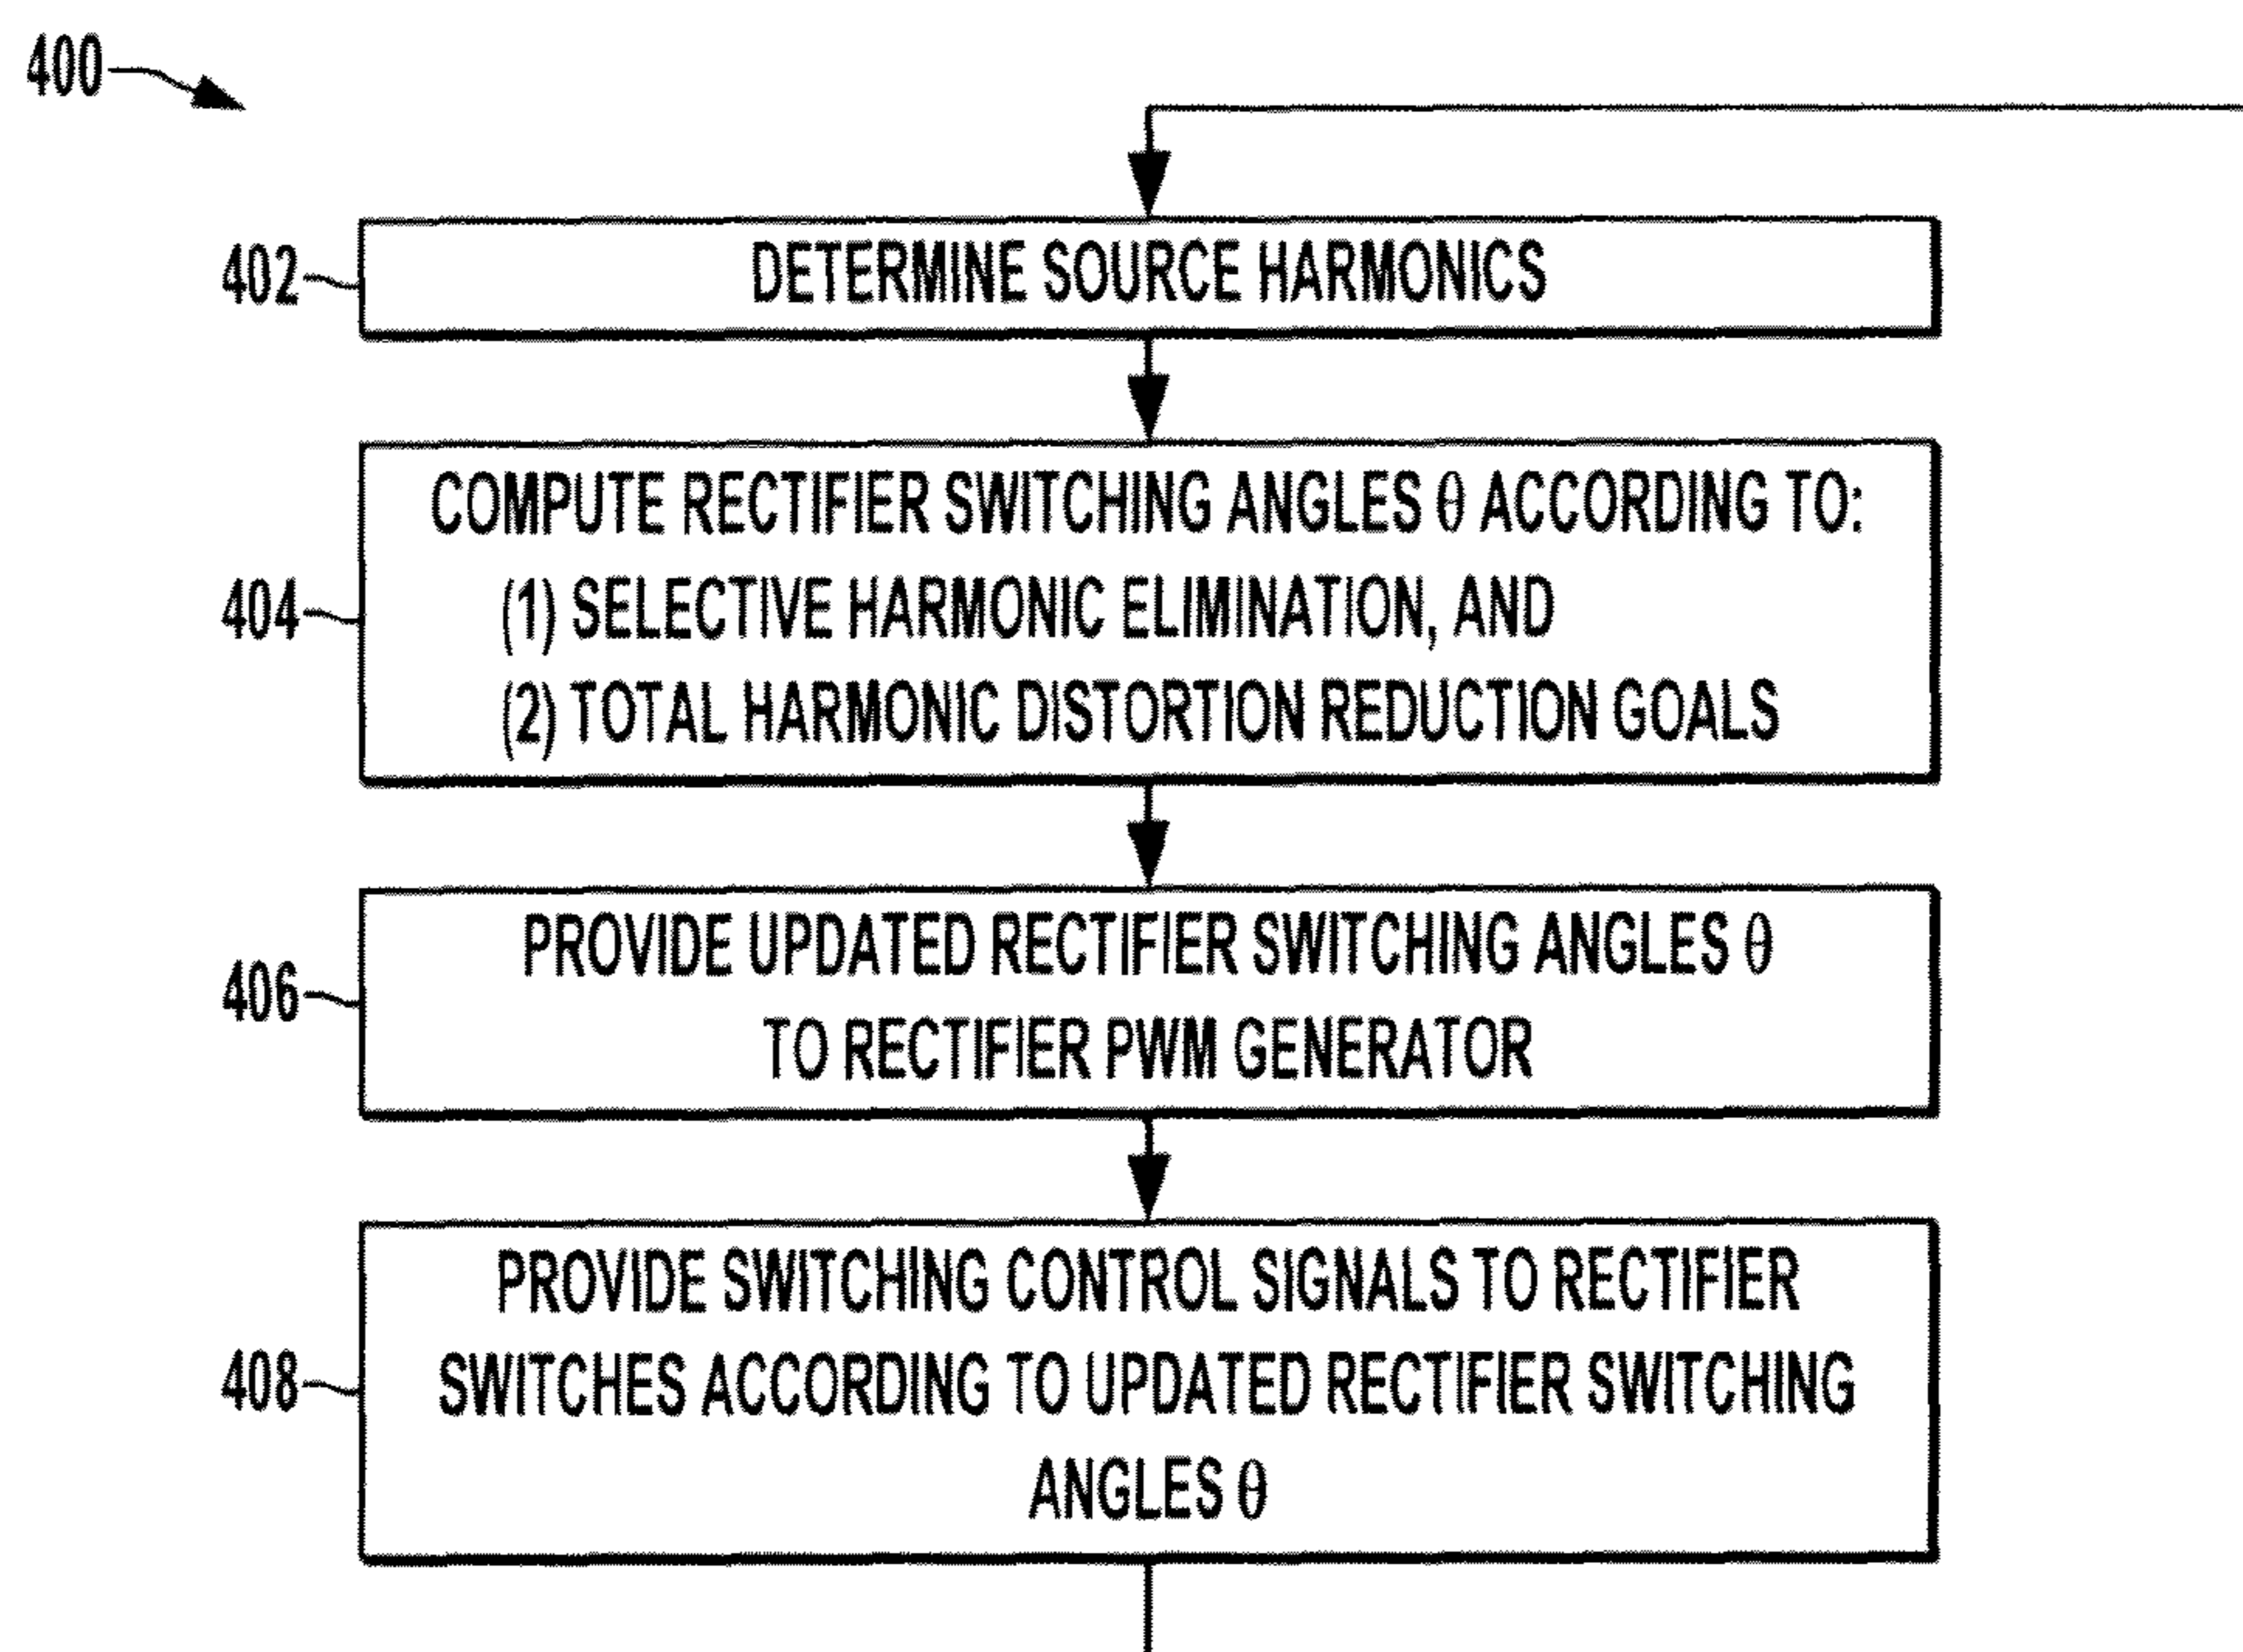 400
402
DETERMINE SOURCE HARMONICS
404
COMPUTE RECTIFIER SWITCHING ANGLES θ ACCORDING TO:
(1) SELECTIVE HARMONIC ELIMINATION, AND
(2) TOTAL HARMONIC DISTORTION REDUCTION GOALS
406
PROVIDE UPDATED RECTIFIER SWITCHING ANGLES θ
TO RECTIFIER PWM GENERATOR
408
PROVIDE SWITCHING CONTROL SIGNALS TO RECTIFIER
SWITCHES ACCORDING TO UPDATED RECTIFIER SWITCHING
ANGLES θ